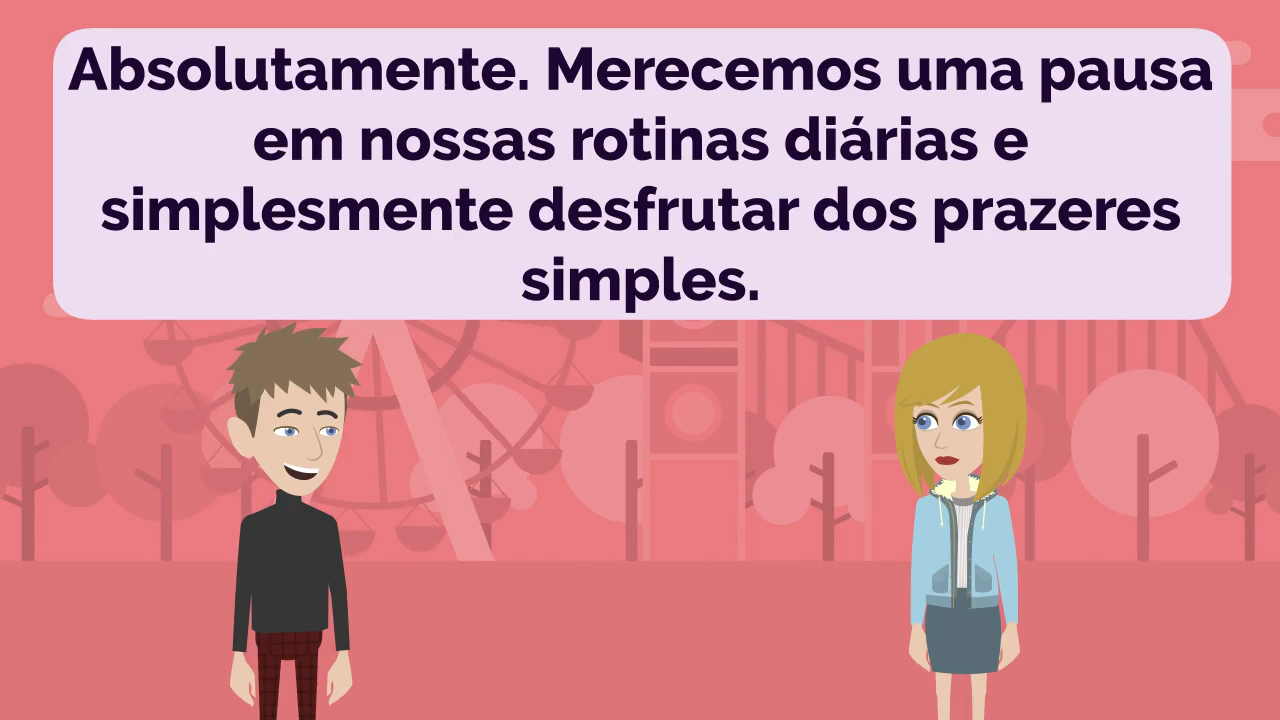 Absolutamente. Merecemos uma pausa
em nossas rotinas diárias e
simplesmente desfrutar dos prazeres
simples.